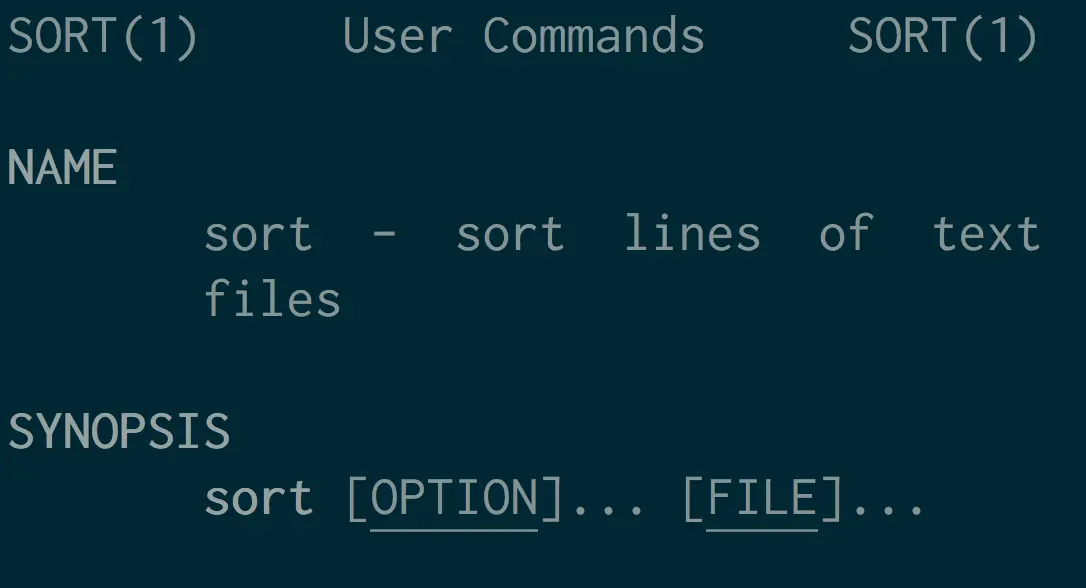 SORT(1) User Commands SORT(1)
NAME
sort - sort lines of text
files
SYNOPSIS
sort [OPTION]... [FILE]...